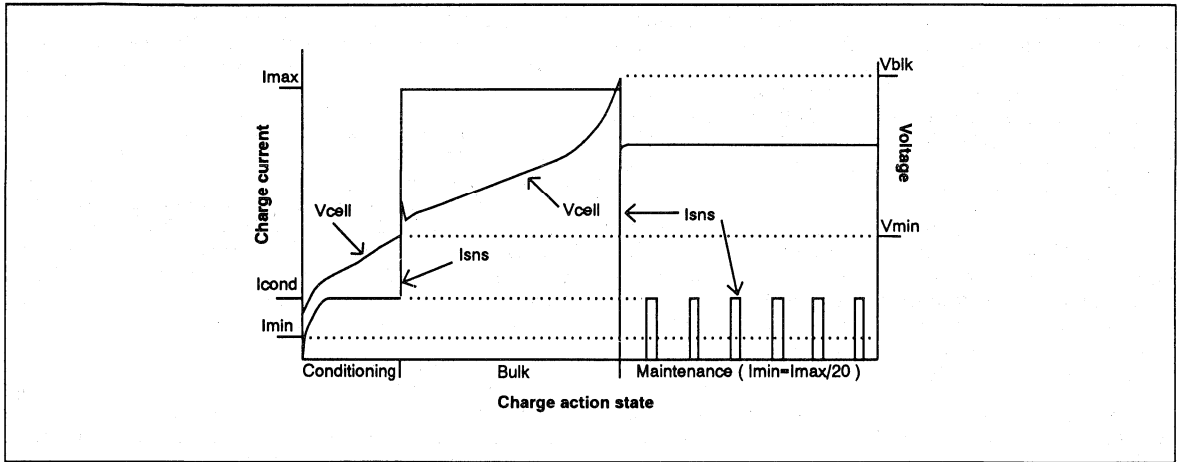 Imax
Vblk
Charge current
Voltage
Vcell
Vcell
Isns
Vmin
Isns
Icond
Imin
Conditioning
Bulk
Maintenance ( Imin=Imax/20 )
Charge action state